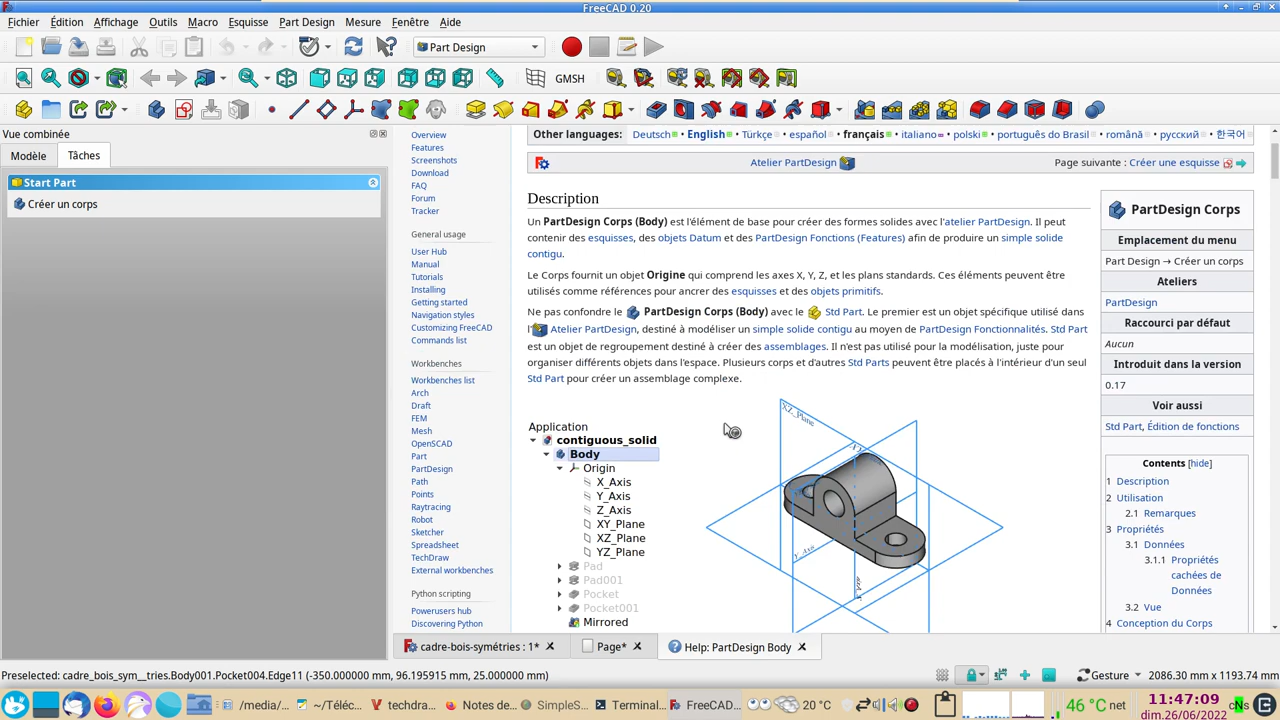 FreeCAD 0.20
Fichier Édition Affichage Outils Macro Esquisse Part Design Mesure Fenêtre Aide
Part Design
GMSH
Vue combinée
Modèle Tâches
Start Part
Créer un corps
Overview
Features
Screenshots
Download
FAQ
Forum
Tracker
General usage
User Hub
Manual
Tutorials
Installing
Getting started
Navigation styles
Customizing FreeCAD
Commands list
Workbenches
Workbenches list
Arch
Draft
FEM
Mesh
OpenSCAD
Part
PartDesign
Path
Points
Raytracing
Robot
Sketcher
Spreadsheet
TechDraw
External workbenches
Python scripting
Powerusers hub
Discovering Python
Other languages: Deutsch • English • Türkçe • español • français • italiano • polski • português do Brasil • română • русский • 한국어
Atelier PartDesign Page suivante : Créer une esquisse
Description
Un PartDesign Corps (Body) est l'élément de base pour créer des formes solides avec l'atelier PartDesign. Il peut
contenir des esquisses, des objets Datum et des PartDesign Fonctions (Features) afin de produire un simple solide
contigu.
Le Corps fournit un objet Origine qui comprend les axes X, Y, Z, et les plans standards. Ces éléments peuvent être
utilisés comme références pour ancrer des esquisses et des objets primitifs.
Ne pas confondre le PartDesign Corps (Body) avec le Std Part. Le premier est un objet spécifique utilisé dans
l' Atelier PartDesign, destiné à modéliser un simple solide contigu au moyen de PartDesign Fonctionnalités. Std Part
est un objet de regroupement destiné à créer des assemblages. Il n'est pas utilisé pour la modélisation, juste pour
organiser différents objets dans l'espace. Plusieurs corps et d'autres Std Parts peuvent être placés à l'intérieur d'un seul
Std Part pour créer un assemblage complexe.
Application
contiguous_solid
Body
Origin
X_Axis
Y_Axis
Z_Axis
XY_Plane
XZ_Plane
YZ_Plane
Pad
Pad001
Pocket
Pocket001
Mirrored
XZ_Plane
Y_Axis
PartDesign Corps
Emplacement du menu
Part Design → Créer un corps
Ateliers
PartDesign
Raccourci par défaut
Aucun
Introduit dans la version
0.17
Voir aussi
Std Part, Édition de fonctions
Contents [hide]
1 Description
2 Utilisation
2.1 Remarques
3 Propriétés
3.1 Données
3.1.1 Propriétés
cachées de
Données
3.2 Vue
4 Conception du Corps
cadre-bois-symétries : 1* Page* Help: PartDesign Body
Preselected: cadre_bois_sym__tries.Body001.Pocket004.Edge11 (-350.000000 mm, 96.195915 mm, 25.000000 mm) Gesture 2086.30 mm x 1193.74 mm
/media/... ~/Téléc... techdra... Notes de... SimpleS... Terminal... FreeC... 20 °C 46 °C net 11:47:09
dim.26/06/2022